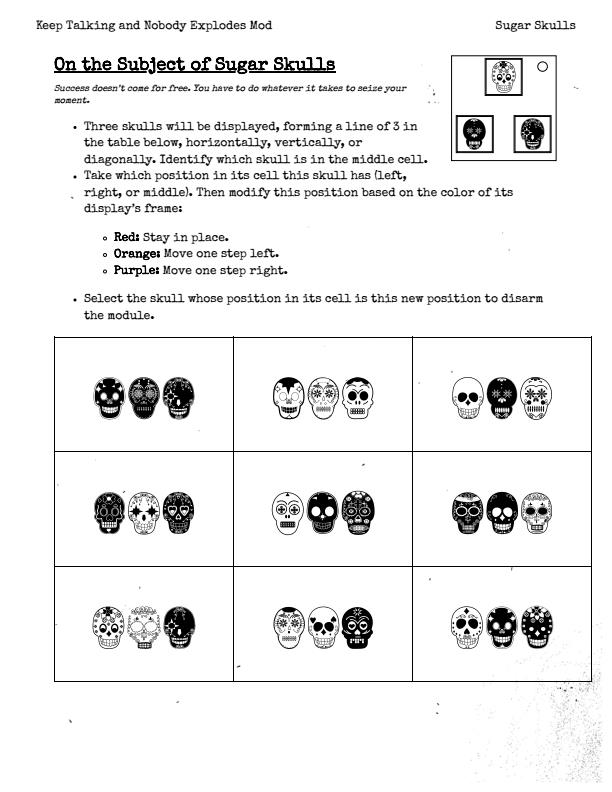 Keep Talking and Nobody Explodes Mod
Sugar Skulls
On the Subject of Sugar Skulls
Success doesn't come for free. You have to do whatever it takes to seize your
moment.
• Three skulls will be displayed, forming a line of 3 in
the table below, horizontally, vertically, or
diagonally. Identify which skull is in the middle cell.
• Take which position in its cell this skull has (left,
right, or middle). Then modify this position based on the color of its
display's frame:
◦ Red: Stay in place.
◦ Orange: Move one step left.
◦ Purple: Move one step right.
• Select the skull whose position in its cell is this new position to disarm
the module.